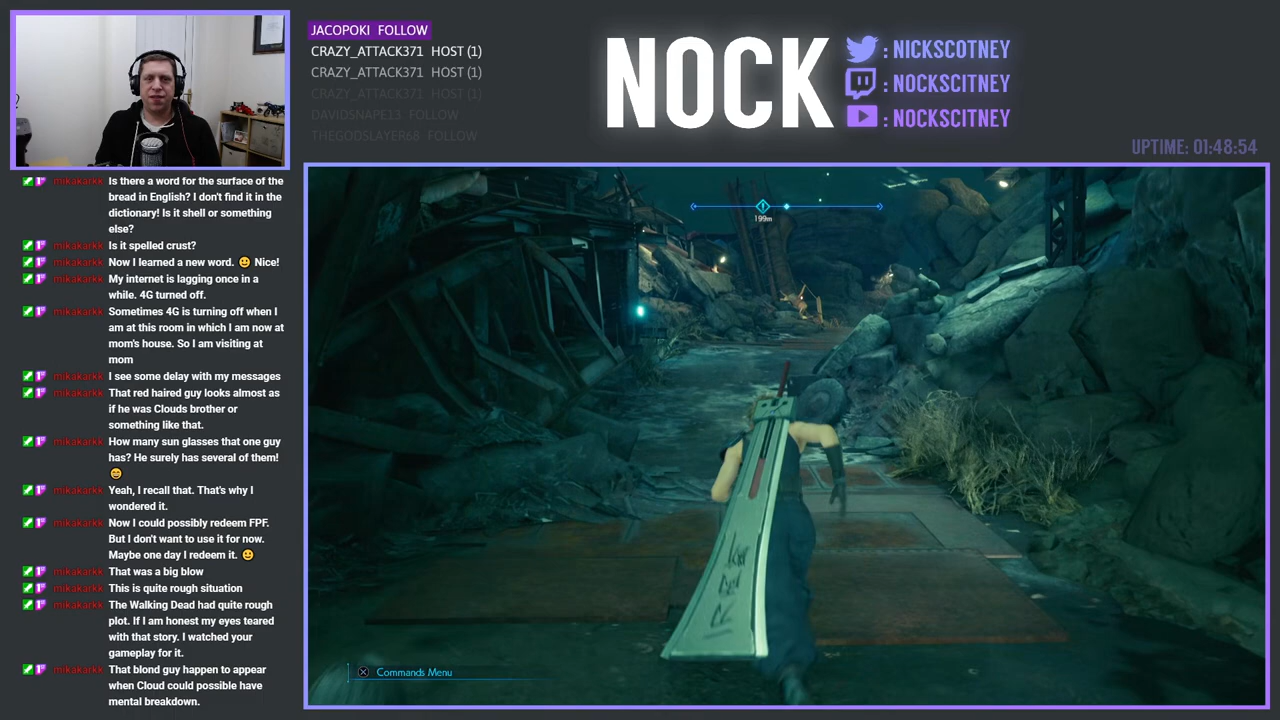 JACOPOKI FOLLOW
CRAZY_ATTACK371 HOST (1)
CRAZY_ATTACK371 HOST (1)
CRAZY_ATTACK371 HOST (1)
DAVIDSNAPE13 FOLLOW
THEGODSLAYER68 FOLLOW
NOCK
: NICKSCOTNEY
: NOCKSCITNEY
: NOCKSCITNEY
UPTIME: 01:48:54
mikakarkk Is there a word for the surface of the
bread in English? I don't find it in the
dictionary! Is it shell or something
else?
mikakarkk Is it spelled crust?
mikakarkk Now I learned a new word. 🙂 Nice!
mikakarkk My internet is lagging once in a
while. 4G turned off.
mikakarkk Sometimes 4G is turning off when I
am at this room in which I am now at
mom's house. So I am visiting at
mom
mikakarkk I see some delay with my messages
mikakarkk That red haired guy looks almost as
if he was Clouds brother or
something like that.
mikakarkk How many sun glasses that one guy
has? He surely has several of them!
😄
mikakarkk Yeah, I recall that. That's why I
wondered it.
mikakarkk Now I could possibly redeem FPF.
But I don't want to use it for now.
Maybe one day I redeem it. 🙂
mikakarkk That was a big blow
mikakarkk This is quite rough situation
mikakarkk The Walking Dead had quite rough
plot. If I am honest my eyes teared
with that story. I watched your
gameplay for it.
mikakarkk That blond guy happen to appear
when Cloud could possible have
mental breakdown.
199m
Commands Menu